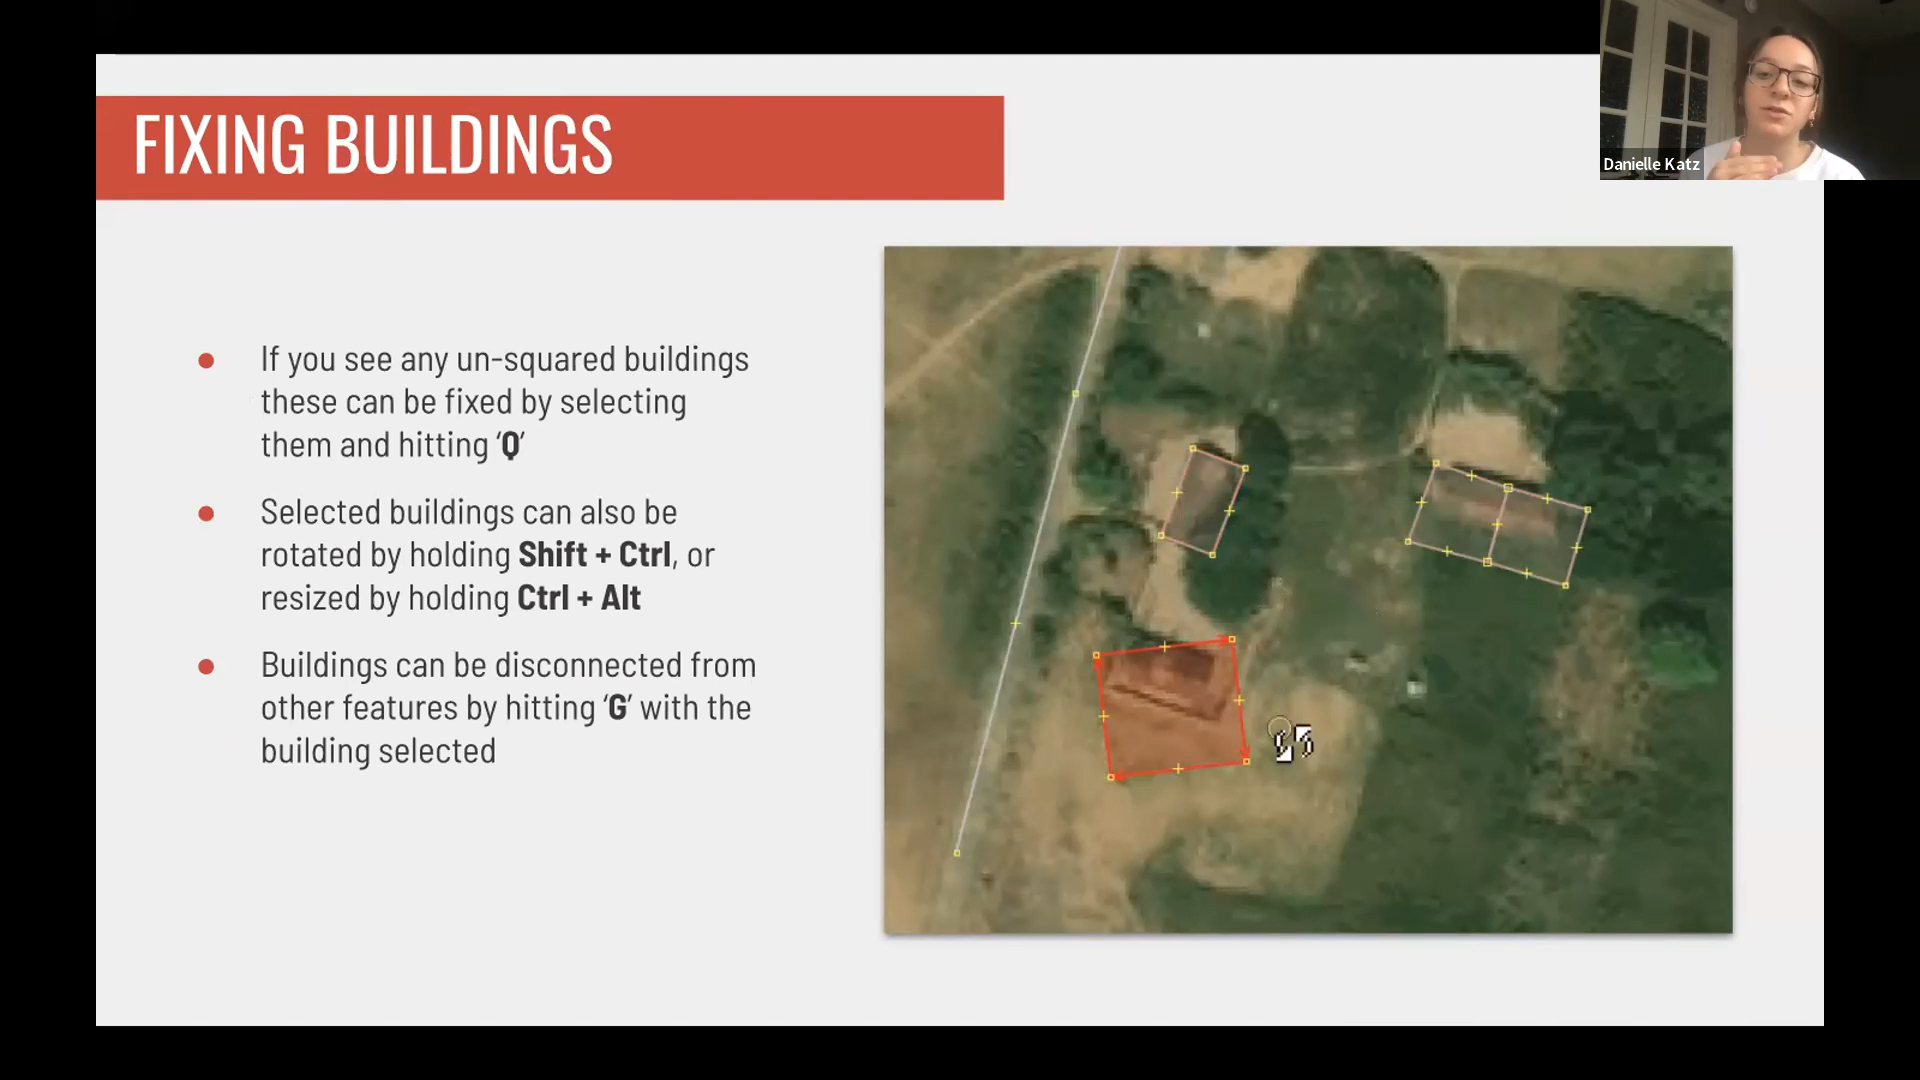 FIXING BUILDINGS
Danielle Katz
If you see any un-squared buildings
these can be fixed by selecting
them and hitting ‘Q’
Selected buildings can also be
rotated by holding Shift + Ctrl, or
resized by holding Ctrl + Alt
Buildings can be disconnected from
other features by hitting ‘G’ with the
building selected